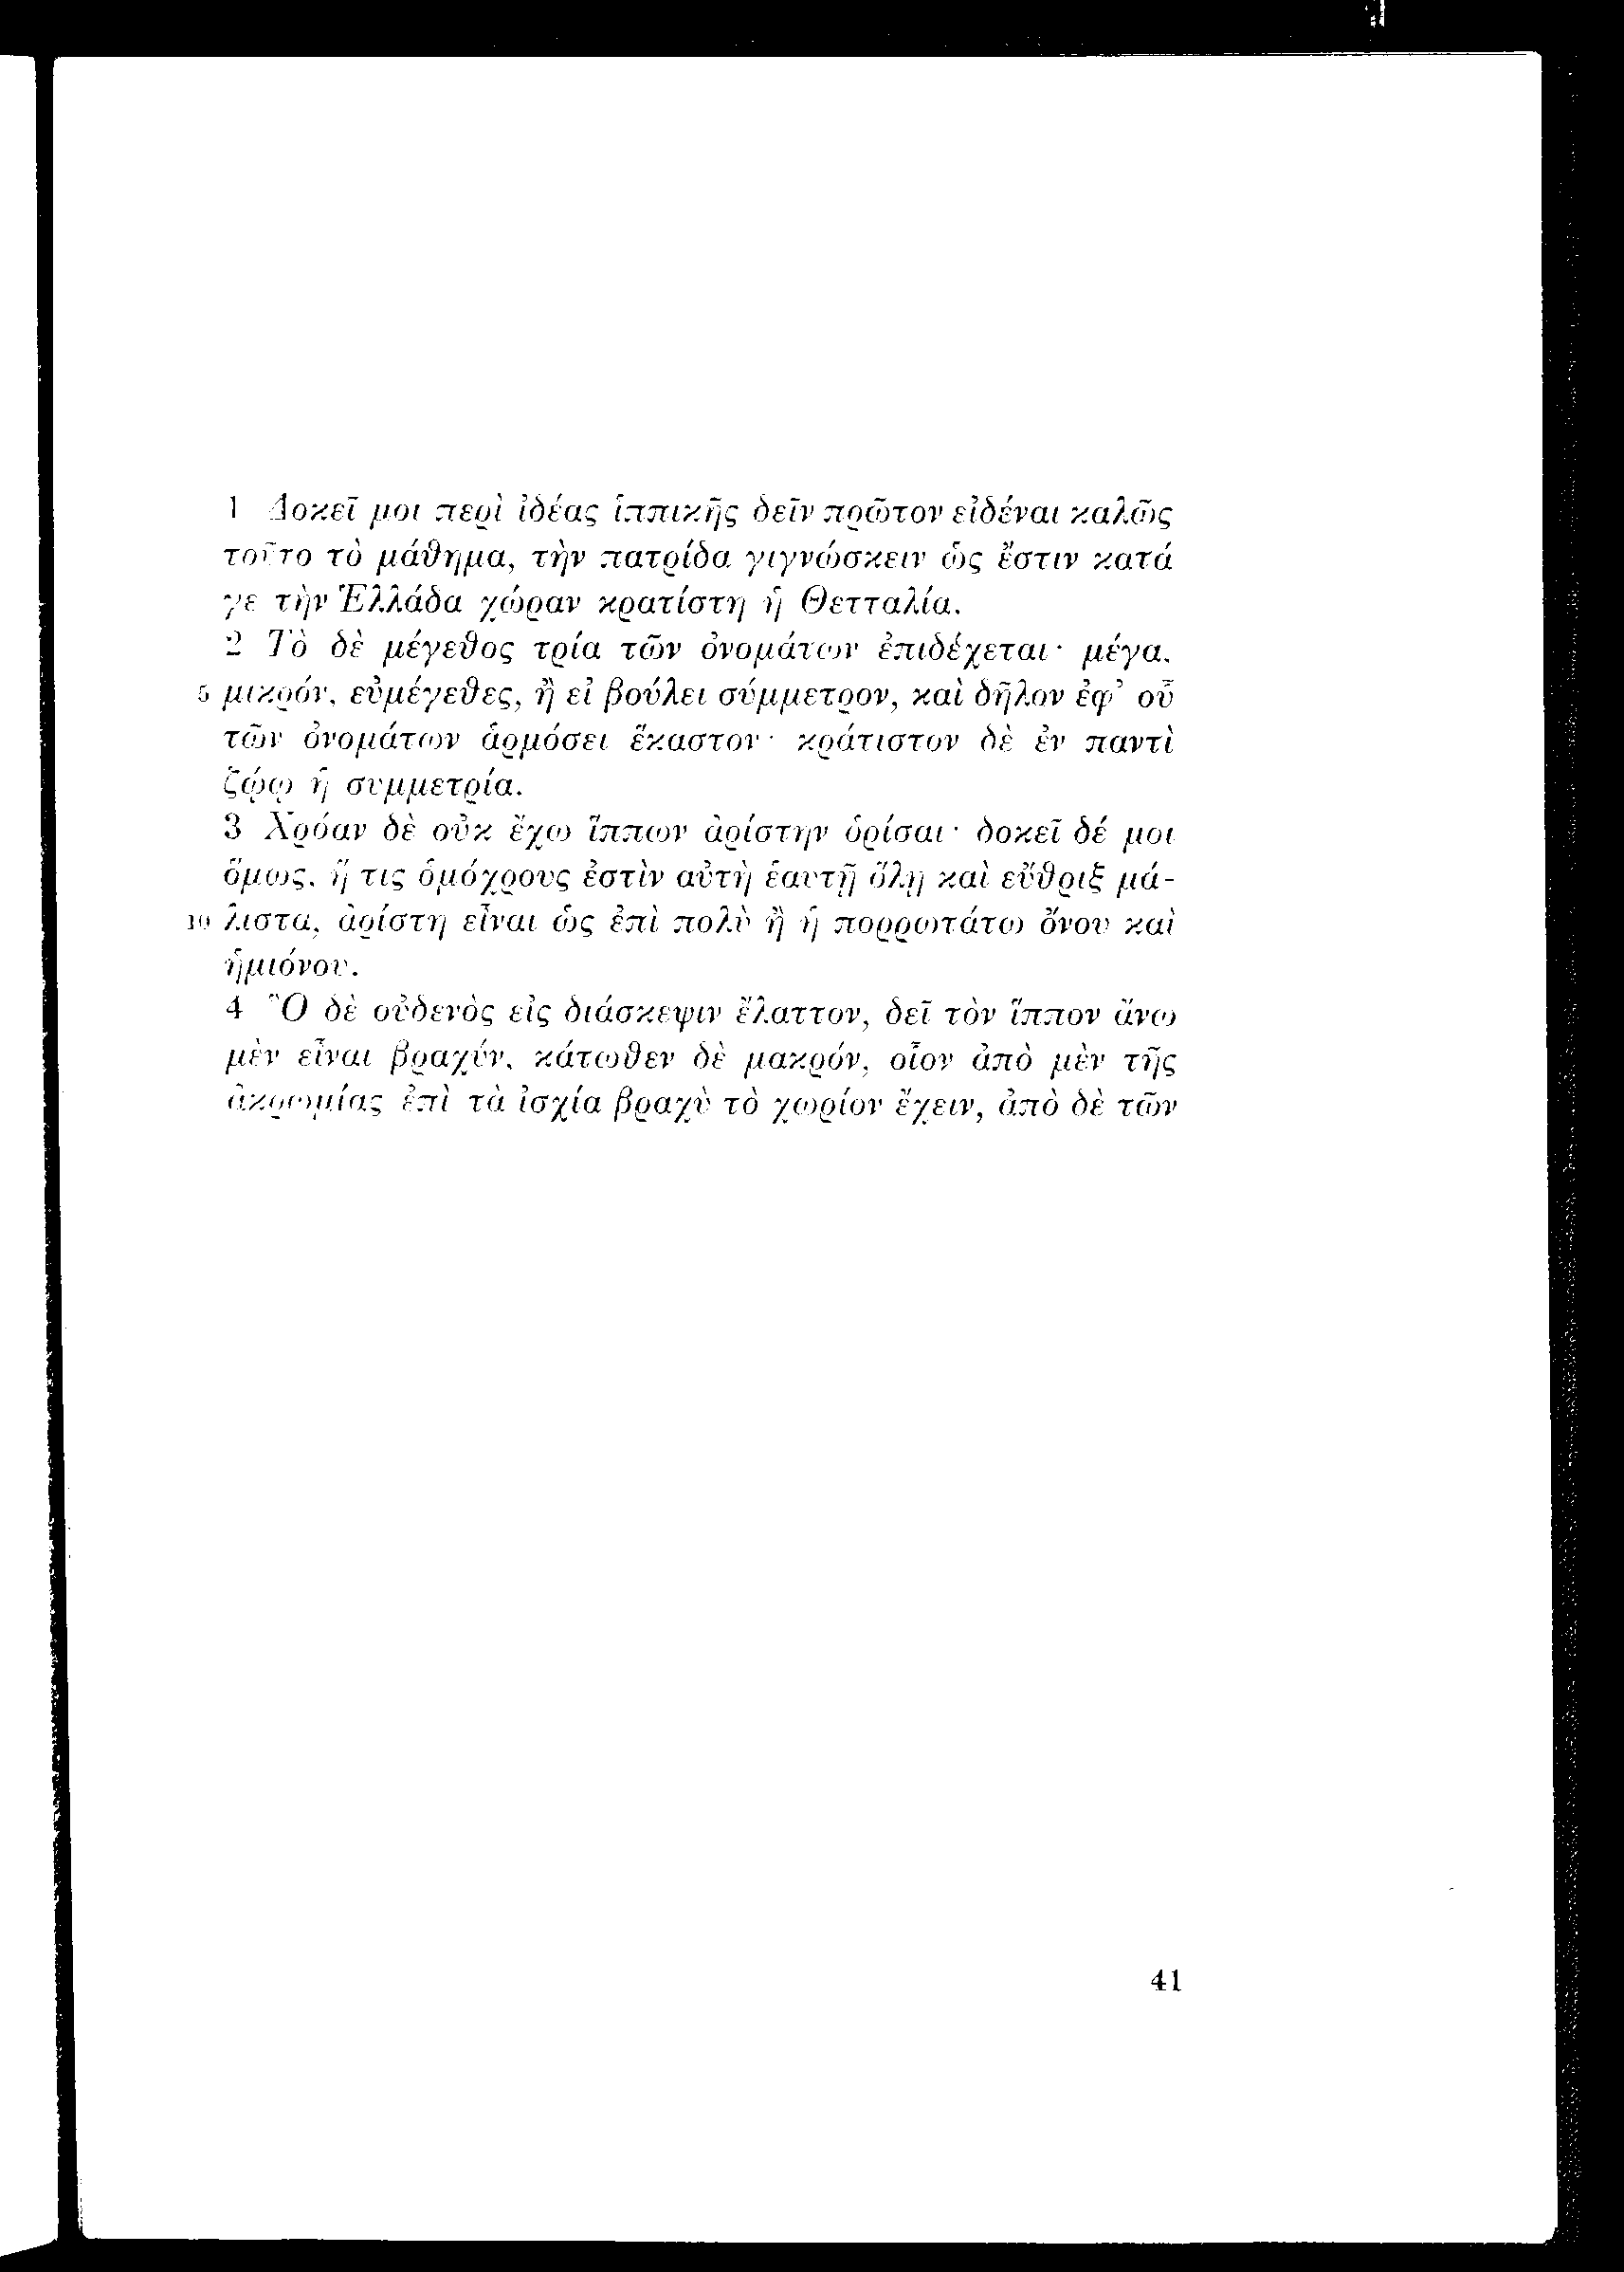 1 Δοκεῖ μοι περὶ ἰδέας ἱππικῆς δεῖν πρῶτον εἰδέναι καλῶς
τοῦτο τὸ μάθημα, τὴν πατρίδα γιγνώσκειν ὡς ἔστιν κατά
γε τὴν Ἑλλάδα χώραν κρατίστη ἡ Θετταλία.
2 Τὸ δὲ μέγεθος τρία τῶν ὀνομάτων ἐπιδέχεται· μέγα,
5 μικρόν, εὐμέγεθες, ἢ εἰ βούλει σύμμετρον, καὶ δῆλον ἐφ’ οὗ
τῶν ὀνομάτων ἁρμόσει ἕκαστον· κράτιστον δὲ ἐν παντὶ
ζῴῳ ἡ συμμετρία.
3 Χρόαν δὲ οὐκ ἔχω ἵππων ἀρίστην ὁρίσαι· δοκεῖ δέ μοι
ὅμως, ἥ τις ὁμόχρους ἐστὶν αὐτὴ ἑαυτῇ ὅλη καὶ εὔθριξ μά-
10 λιστα, ἀρίστη εἶναι ὡς ἐπὶ πολὺ ἢ ἡ πορρωτάτω ὄνου καὶ
ἡμιόνου.
4 Ὃ δὲ οὐδενὸς εἰς διάσκεψιν ἔλαττον, δεῖ τὸν ἵππον ἄνω
μὲν εἶναι βραχύν, κάτωθεν δὲ μακρόν, οἷον ἀπὸ μὲν τῆς
ἀκρωμίας ἐπὶ τὰ ἰσχία βραχὺ τὸ χωρίον ἔχειν, ἀπὸ δὲ τῶν
41